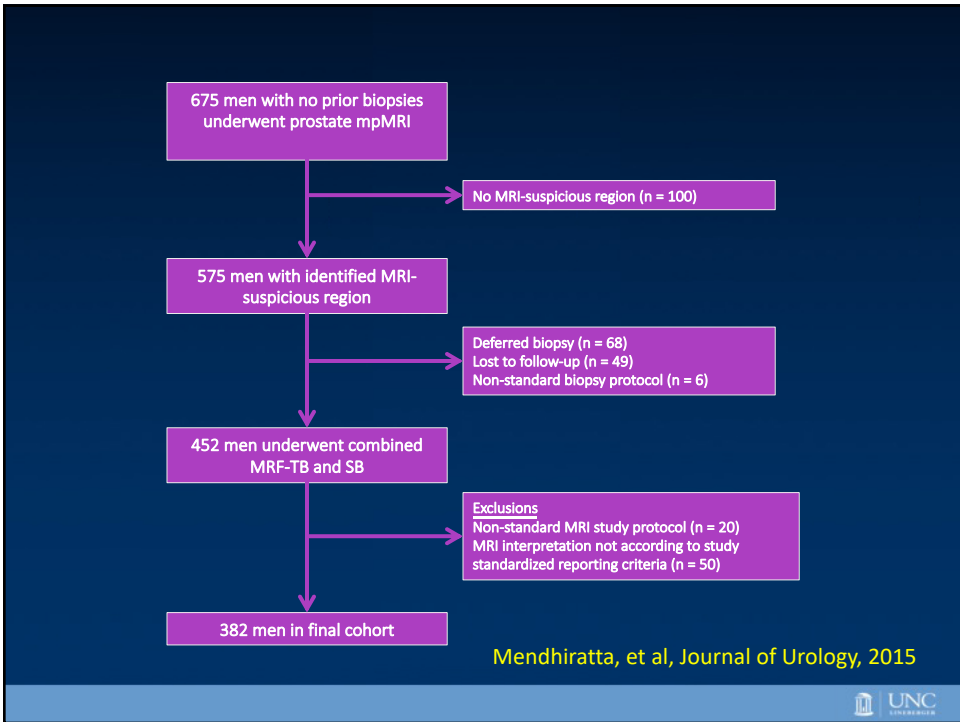 675 men with no prior biopsies
underwent prostate mpMRI
No MRI-suspicious region (n = 100)
575 men with identified MRI-
suspicious region
Deferred biopsy (n = 68)
Lost to follow-up (n = 49)
Non-standard biopsy protocol (n = 6)
452 men underwent combined
MRF-TB and SB
Exclusions
Non-standard MRI study protocol (n = 20)
MRI interpretation not according to study
standardized reporting criteria (n = 50)
382 men in final cohort
Mendhiratta, et al, Journal of Urology, 2015
UNC
LINEBERGER